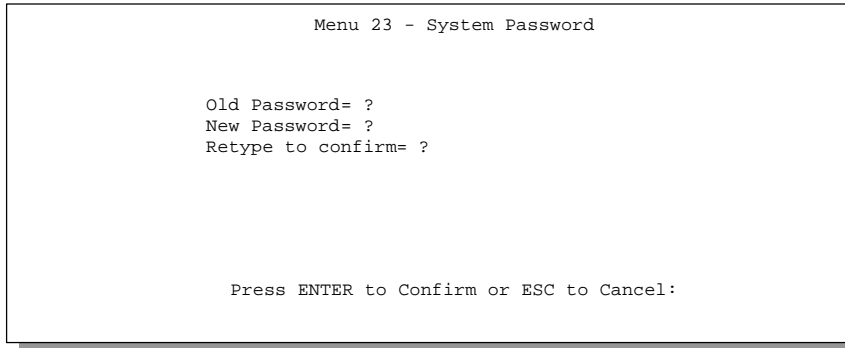 Menu 23 - System Password
Old Password= ?
New Password= ?
Retype to confirm= ?
Press ENTER to Confirm or ESC to Cancel: